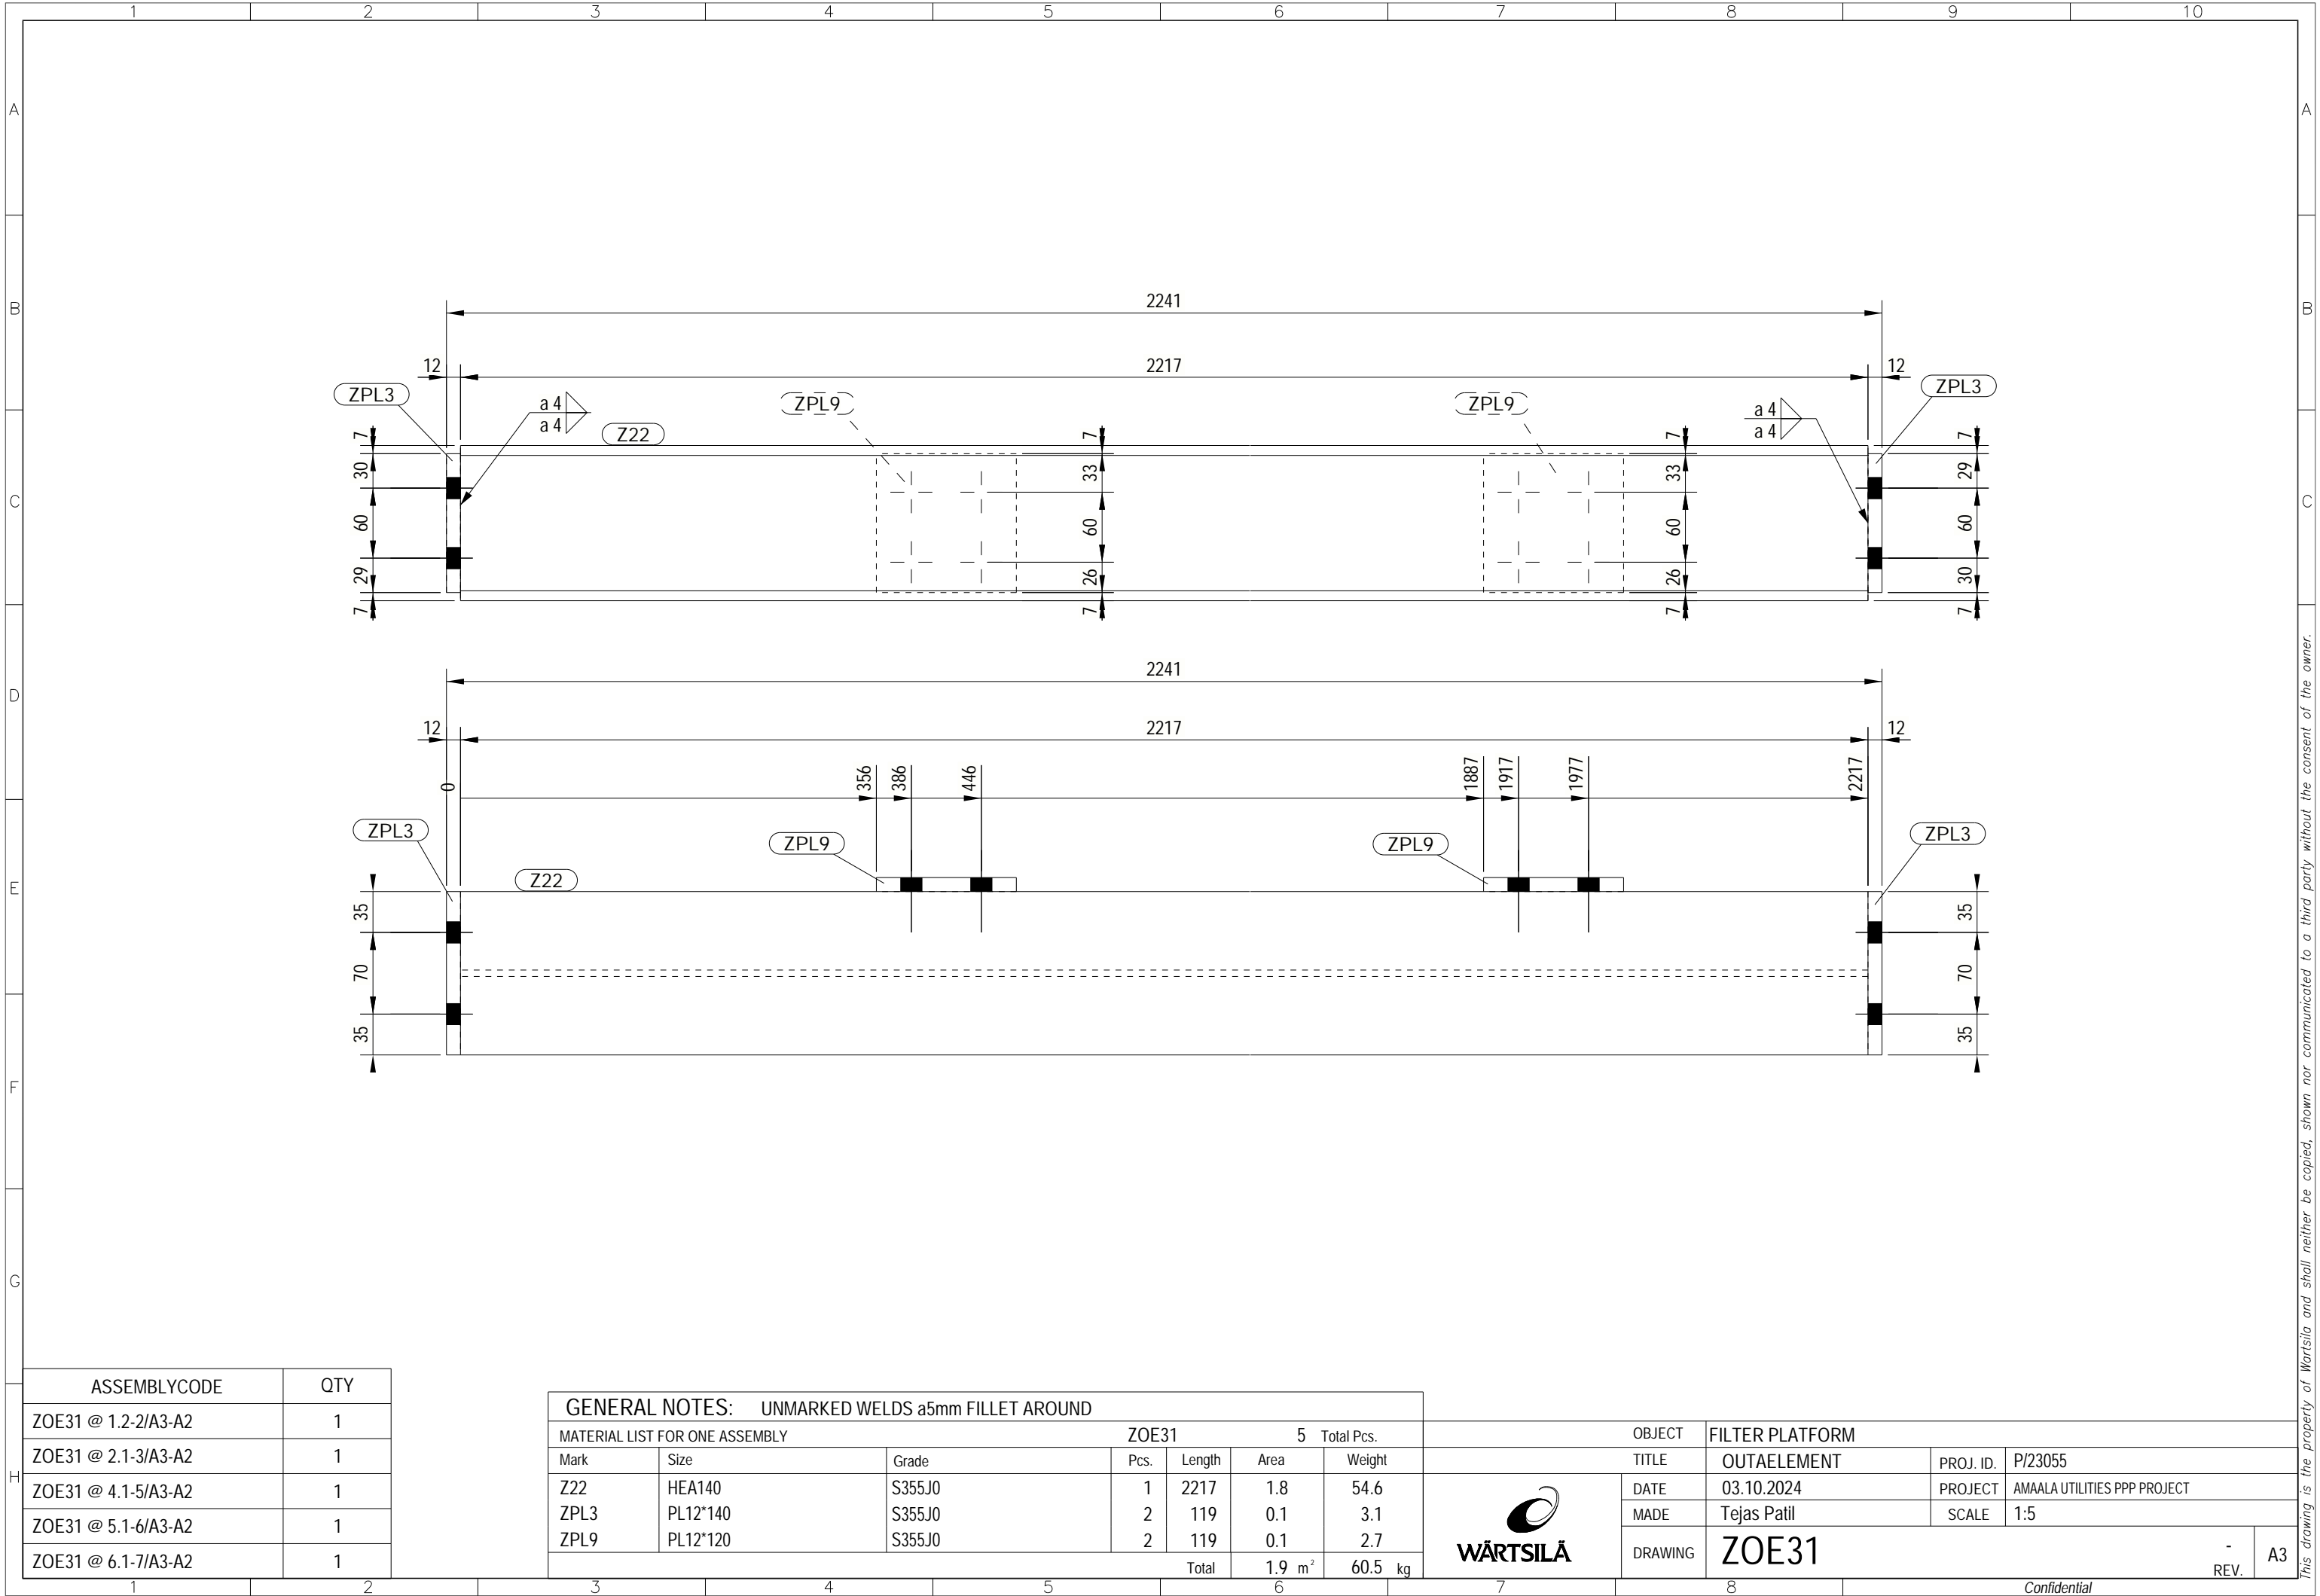 1 2 3 4 5 6 7 8 9 10
A A
B B
C C
D D
E E
F
G
H
2241
12 2217 12
ZPL3 a 4 ZPL9 ZPL9 a 4 ZPL3
a 4 a 4
Z22
7 7 7 7
30 33 33 29
60 60 60 60
29 26 26 30
7 7 7 7
2241
12 2217 12
0 356 386 446 1887 1917 1977 2217
ZPL3 ZPL9 ZPL9 ZPL3
Z22
35 35
70 70
35 35
This drawing is the property of Wartsila and shall neither be copied, shown nor communicated to a third party without the consent of the owner.
ASSEMBLYCODE QTY
ZOE31 @ 1.2-2/A3-A2 1
ZOE31 @ 2.1-3/A3-A2 1
ZOE31 @ 4.1-5/A3-A2 1
ZOE31 @ 5.1-6/A3-A2 1
ZOE31 @ 6.1-7/A3-A2 1
GENERAL NOTES: UNMARKED WELDS a5mm FILLET AROUND
MATERIAL LIST FOR ONE ASSEMBLY ZOE31 5 Total Pcs.
Mark Size Grade Pcs. Length Area Weight
Z22 HEA140 S355J0 1 2217 1.8 54.6
ZPL3 PL12*140 S355J0 2 119 0.1 3.1
ZPL9 PL12*120 S355J0 2 119 0.1 2.7
Total 1.9 m² 60.5 kg
WÄRTSILÄ
OBJECT FILTER PLATFORM
TITLE OUTAELEMENT PROJ. ID. P/23055
DATE 03.10.2024 PROJECT AMAALA UTILITIES PPP PROJECT
MADE Tejas Patil SCALE 1:5
DRAWING ZOE31 - REV. A3
1 2 3 4 5 6 7 8 Confidential